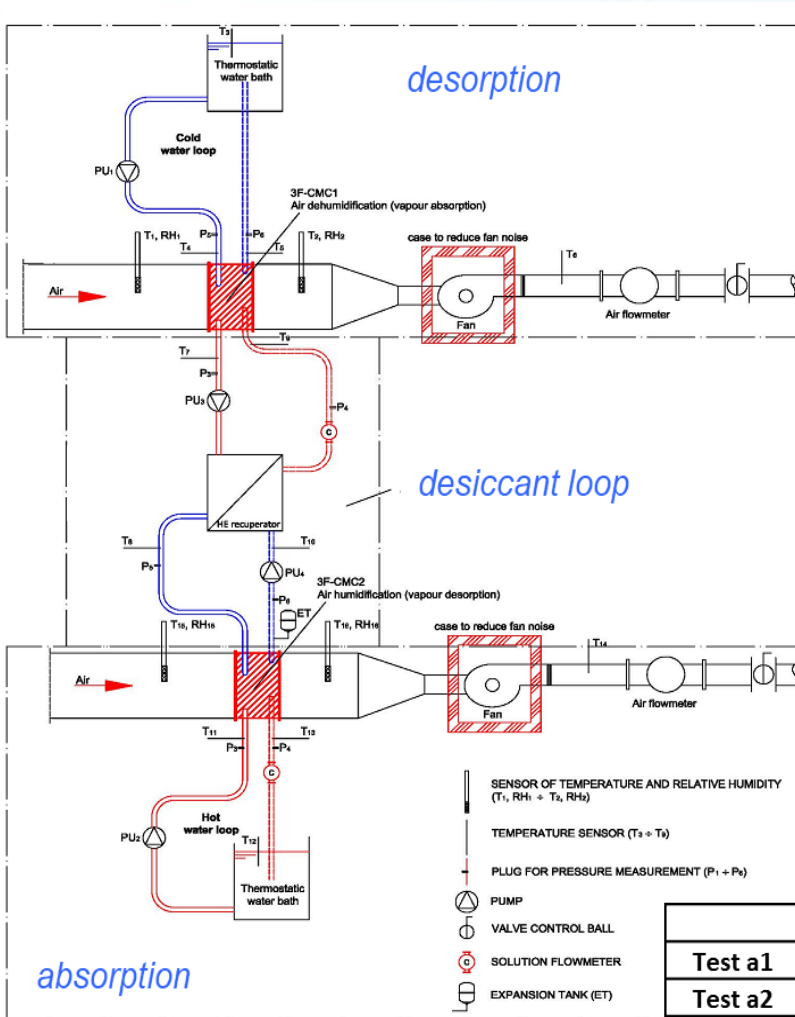 T3
Thermostatic
water bath
desorption
Cold
water loop
PU1
3F-CMC1
Air dehumidification (vapour absorption)
T1, RH1
P5
P6
T2, RH2
case to reduce fan noise
T4
T5
T6
Air
Fan
Air flowmeter
T7
T9
P3
PU3
P4
C
desiccant loop
HE recuperator
T8
T10
P5
PU4
3F-CMC2
Air humidification (vapour desorption)
P6
ET
T15, RH15
T16, RH16
case to reduce fan noise
T14
Air
Fan
Air flowmeter
T11
T13
P3
P4
C
Hot
water loop
PU2
T12
Thermostatic
water bath
SENSOR OF TEMPERATURE AND RELATIVE HUMIDITY
(T1, RH1 ÷ T2, RH2)
TEMPERATURE SENSOR (T3 ÷ T9)
PLUG FOR PRESSURE MEASUREMENT (P1 ÷ P6)
PUMP
VALVE CONTROL BALL
C SOLUTION FLOWMETER
EXPANSION TANK (ET)
absorption
Test a1
Test a2